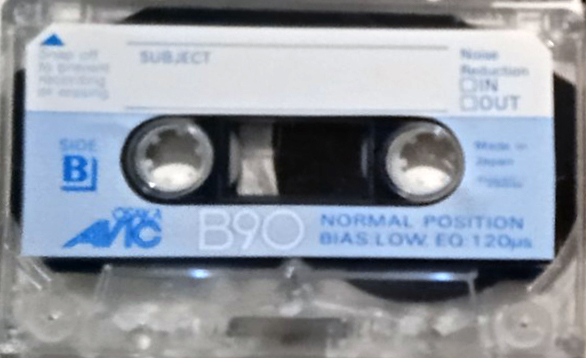 Snap off
to prevent
recording
or erasing.
SUBJECT
Noise
Reduction
IN
OUT
SIDE
B
Made in
Japan
OSAKA
AVIC
B90
NORMAL POSITION
BIAS:LOW. EQ:120µs